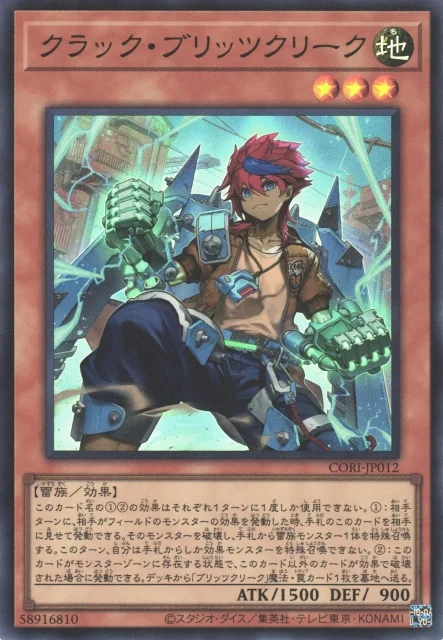 クラック・ブリッツクリーク
地
CORI-JP012
【雷族/効果】
このカード名の①②の効果はそれぞれ1ターンに1度しか使用できない。①:相手
ターンに、相手がフィールドのモンスターの効果を発動した時、手札のこのカードを相手
に見せて発動できる。そのモンスターを破壊し、手札から雷族モンスター1体を特殊召
喚する。このターン、自分は手札からしか効果モンスターを特殊召喚できない。②:この
カードがモンスターゾーンに存在する状態で、このカード以外のカードが効果で破壊
された場合に発動できる。デッキから「ブリッツクリーク」魔法・罠カード1枚を墓地へ送る。
ATK/1500 DEF/ 900
58916810 ©スタジオ・ダイス/集英社・テレビ東京・KONAMI